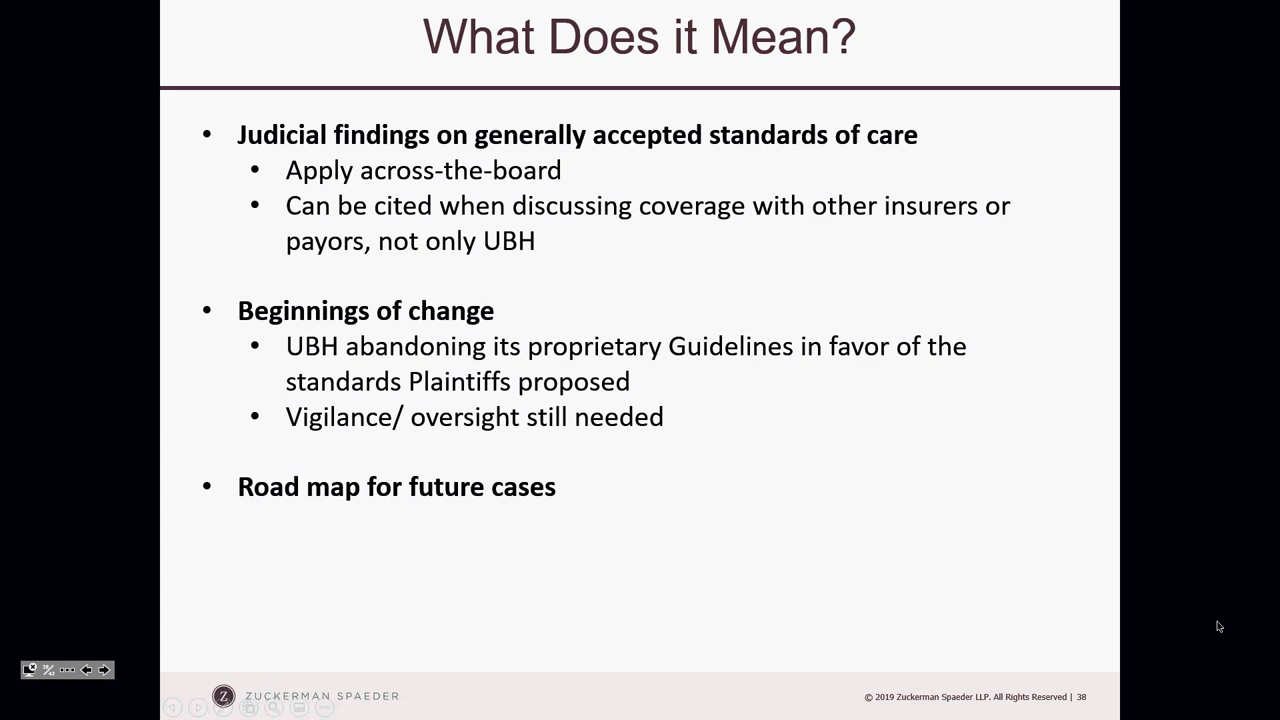 What Does it Mean?
• Judicial findings on generally accepted standards of care
• Apply across-the-board
• Can be cited when discussing coverage with other insurers or
payors, not only UBH
• Beginnings of change
• UBH abandoning its proprietary Guidelines in favor of the
standards Plaintiffs proposed
• Vigilance/ oversight still needed
• Road map for future cases
Z ZUCKERMAN SPAEDER
© 2019 Zuckerman Spaeder LLP. All Rights Reserved | 38